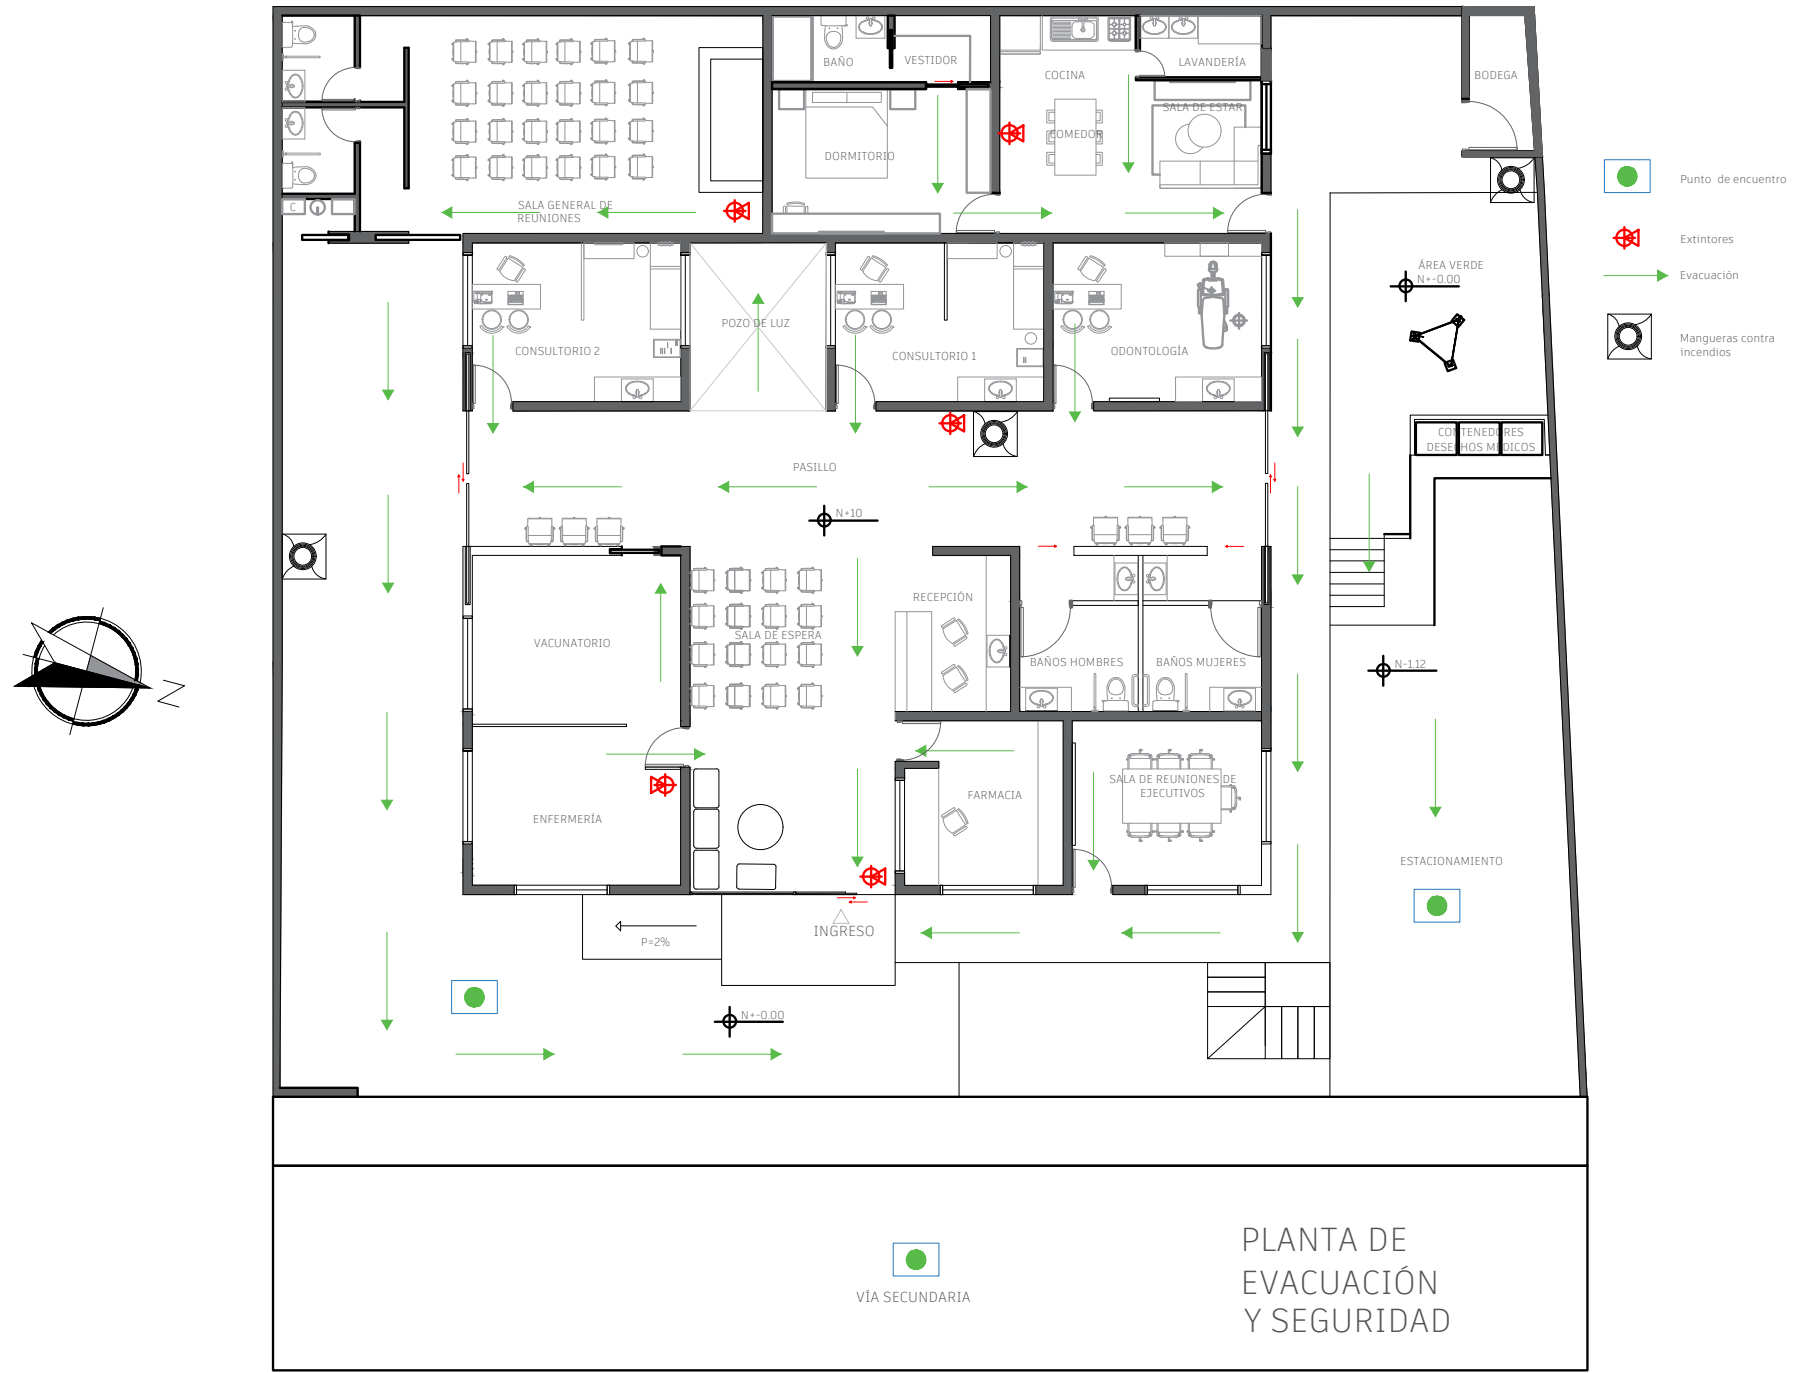 BAÑO
VESTIDOR
COCINA
LAVANDERÍA
BODEGA
SALA DE ESTAR
COMEDOR
DORMITORIO
C
SALA GENERAL DE
REUNIONES
Punto de encuentro
Extintores
Evacuación
Mangueras contra
incendios
ÁREA VERDE
N+-0.00
POZO DE LUZ
CONSULTORIO 2
CONSULTORIO 1
ODONTOLOGÍA
CONTENEDORES
DESECHOS MÉDICOS
PASILLO
N+10
RECEPCIÓN
VACUNATORIO
SALA DE ESPERA
BAÑOS HOMBRES
BAÑOS MUJERES
N-1.12
N
SALA DE REUNIONES DE
EJECUTIVOS
FARMACIA
ENFERMERÍA
ESTACIONAMIENTO
INGRESO
P=2%
N+-0.00
PLANTA DE
EVACUACIÓN
Y SEGURIDAD
VÍA SECUNDARIA